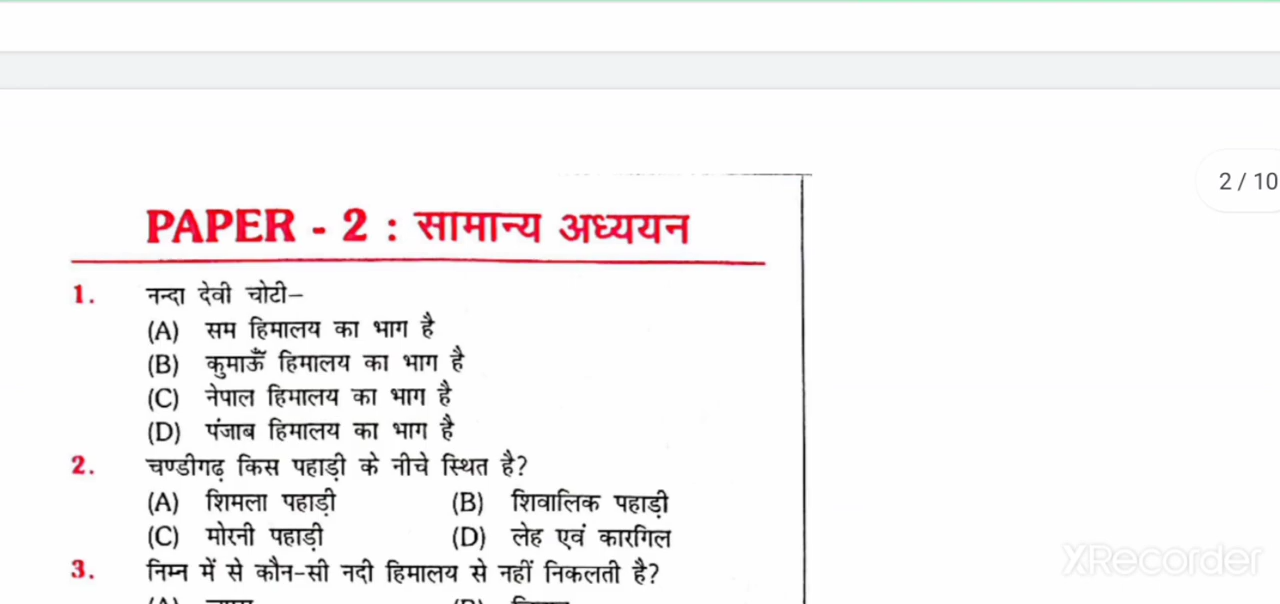 2 / 10
PAPER - 2 : सामान्य अध्ययन
1. नन्दा देवी चोटी–
(A) सम हिमालय का भाग है
(B) कुमाऊँ हिमालय का भाग है
(C) नेपाल हिमालय का भाग है
(D) पंजाब हिमालय का भाग है
2. चण्डीगढ़ किस पहाड़ी के नीचे स्थित है?
(A) शिमला पहाड़ी (B) शिवालिक पहाड़ी
(C) मोरनी पहाड़ी (D) लेह एवं कारगिल
3. निम्न में से कौन-सी नदी हिमालय से नहीं निकलती है?
XRecorder